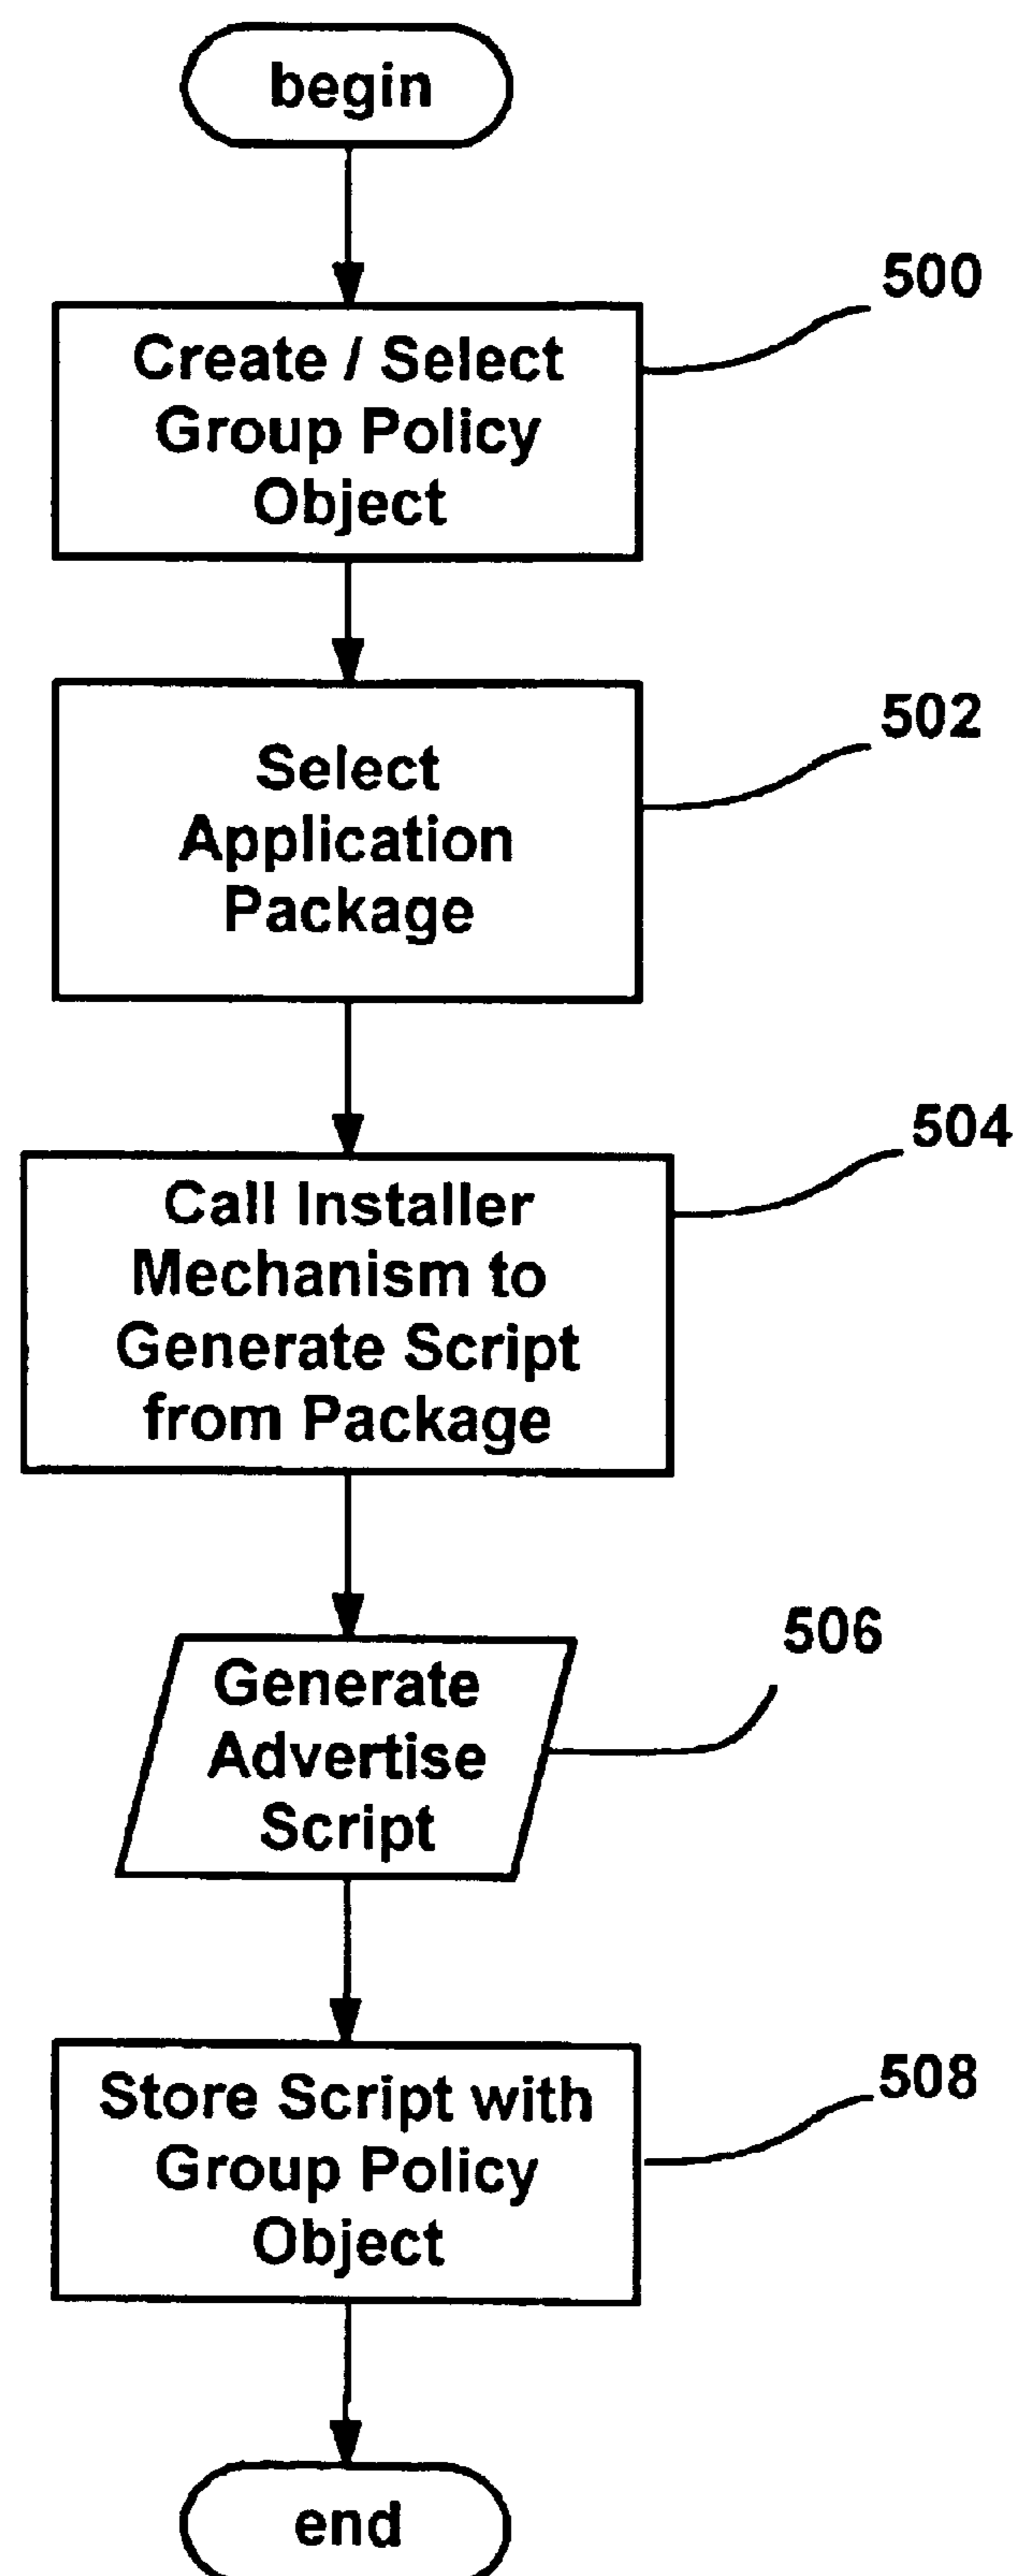 begin
500
Create / Select
Group Policy
Object
502
Select
Application
Package
504
Call Installer
Mechanism to
Generate Script
from Package
506
Generate
Advertise
Script
508
Store Script with
Group Policy
Object
end